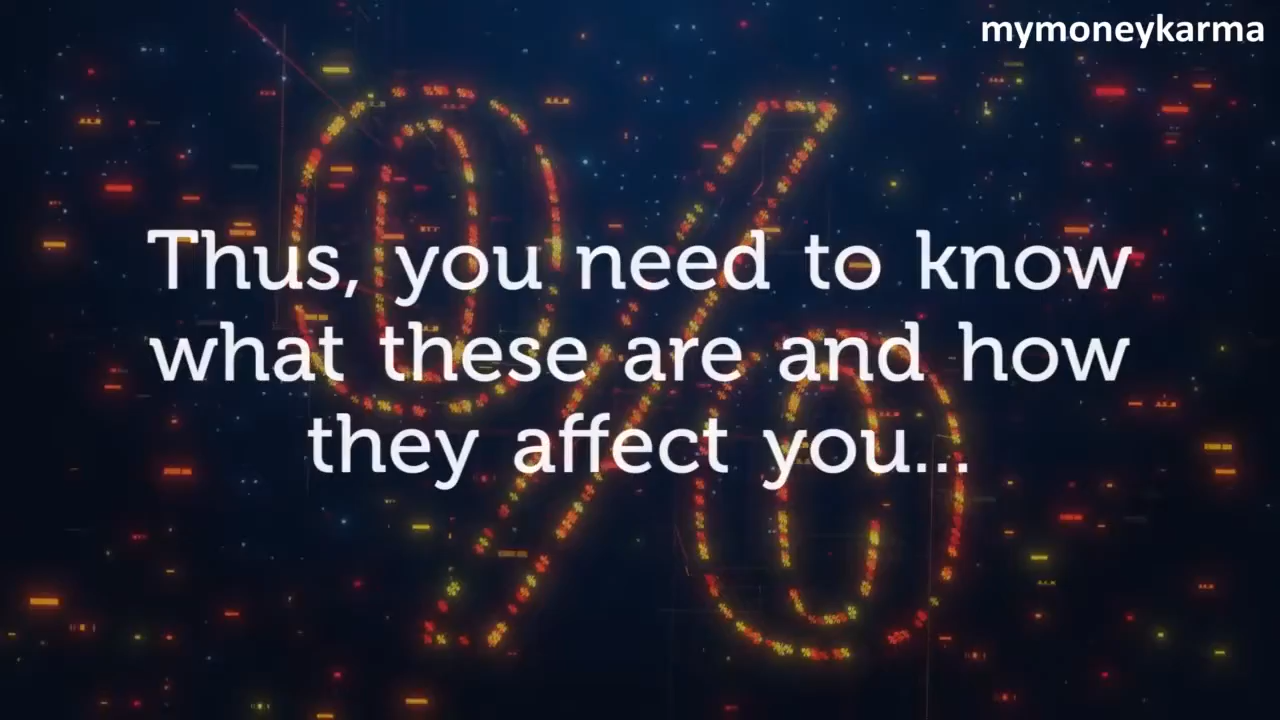 mymoneykarma
Thus, you need to know
what these are and how
they affect you...